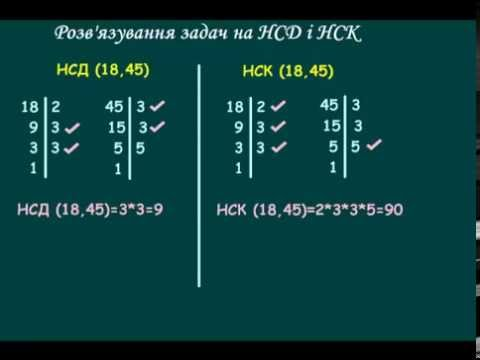 Розв'язування задач на НСД і НСК
НСД (18,45)
18 2 45 3
9 3 15 3
3 3 5 5
1 1
НСД (18,45)=3*3=9
НСК (18,45)
18 2 45 3
9 3 15 3
3 3 5 5
1 1
НСК (18,45)=2*3*3*5=90